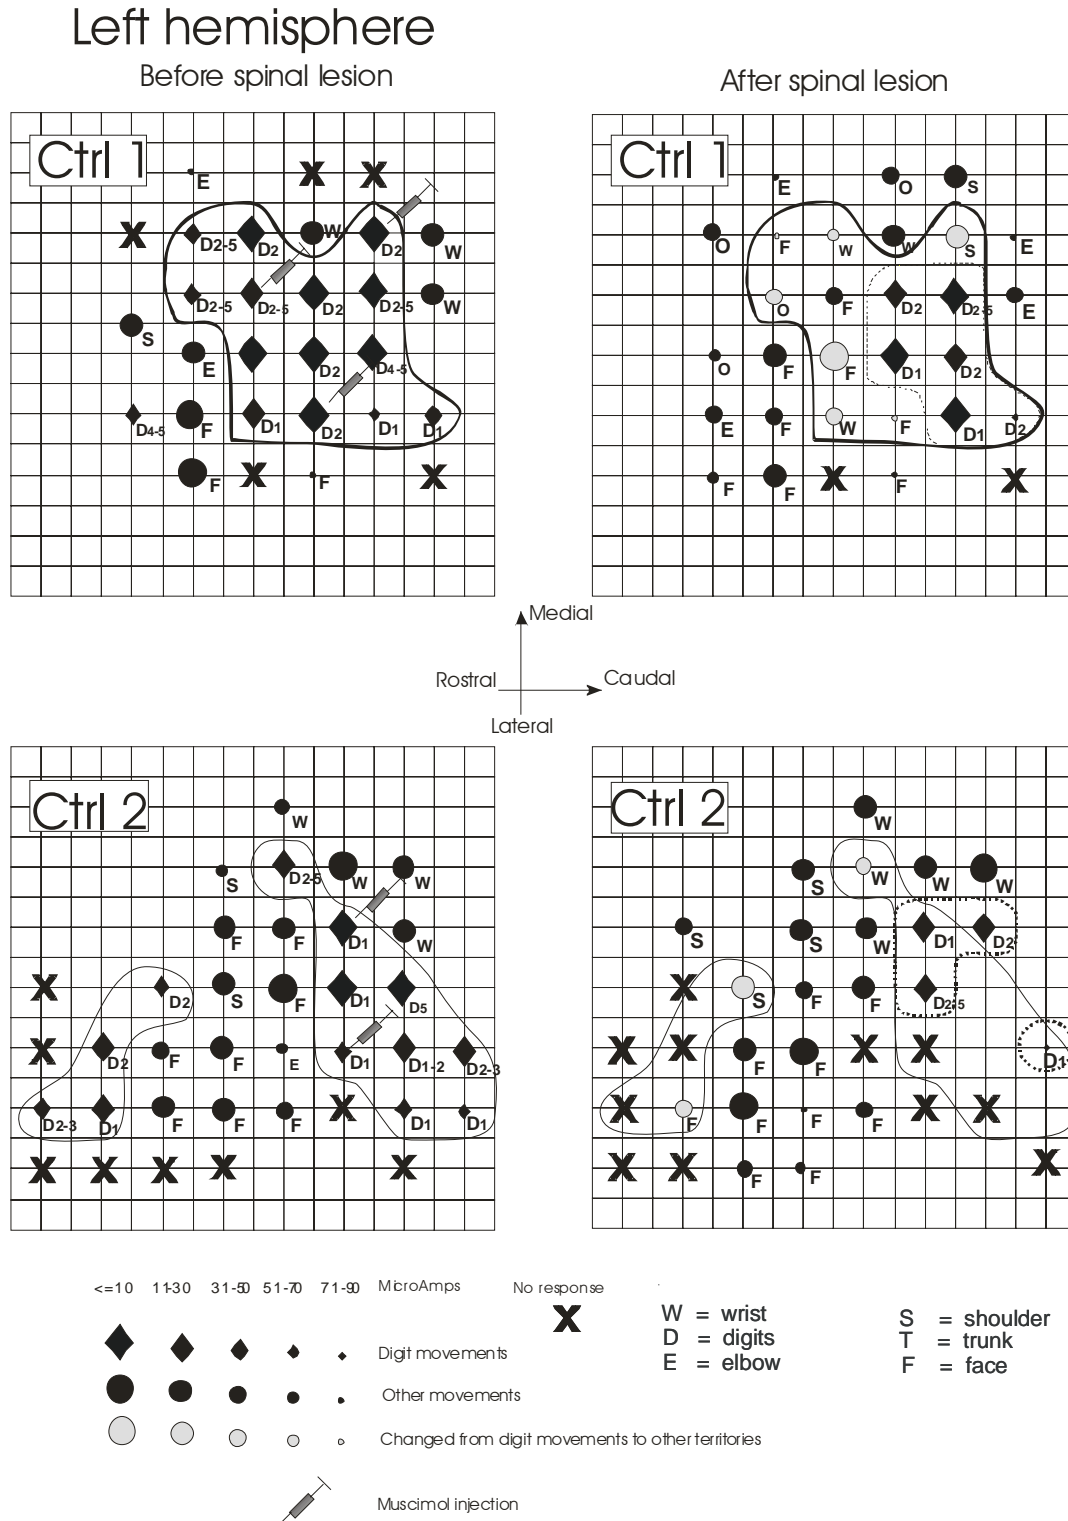 Left hemisphere
Before spinal lesion
After spinal lesion
Ctrl 1
E
X X
X D2-5 D2 W D2 W
D2-5 D2-5 D2 D2-5 W
S
E D2 D4-5
D4-5 F D1 D2 D1 D1
F X F X
Ctrl 1
E O S
O F W W S E
O F D2 D2-5 E
O F F D1 D2
E F W F D1 D2
F F X F X
Medial
Rostral Caudal
Lateral
Ctrl 2
W
S D2-5 W W
F F D1 W
X D2 S F D1 D5
X D2 F F E D1 D1-2 D2-3
D2-3 D1 F F F X D1 D1
X X X X X
Ctrl 2
W
S W W W
S S W D1 D2
X S F F D2-5
X X F F X X D1
X F F F X X
X X F F X
<=10 11-30 31-50 51-70 71-90 MicroAmps No response
X
Digit movements
Other movements
Changed from digit movements to other territories
Muscimol injection
W = wrist
D = digits
E = elbow
S = shoulder
T = trunk
F = face